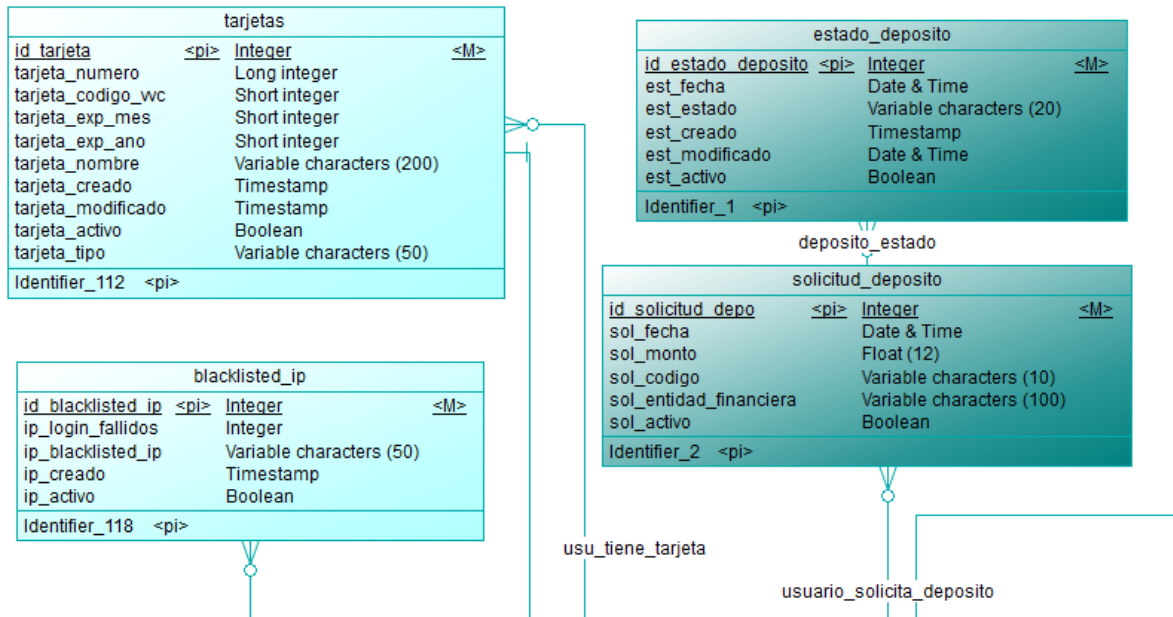 tarjetas
id_tarjeta <pi> Integer <M>
tarjeta_numero Long integer
tarjeta_codigo_vvc Short integer
tarjeta_exp_mes Short integer
tarjeta_exp_ano Short integer
tarjeta_nombre Variable characters (200)
tarjeta_creado Timestamp
tarjeta_modificado Timestamp
tarjeta_activo Boolean
tarjeta_tipo Variable characters (50)
Identifier_112 <pi>
estado_deposito
id_estado_deposito <pi> Integer <M>
est_fecha Date & Time
est_estado Variable characters (20)
est_creado Timestamp
est_modificado Date & Time
est_activo Boolean
Identifier_1 <pi>
deposito_estado
solicitud_deposito
id_solicitud_depo <pi> Integer <M>
sol_fecha Date & Time
sol_monto Float (12)
sol_codigo Variable characters (10)
sol_entidad_financiera Variable characters (100)
sol_activo Boolean
Identifier_2 <pi>
blacklisted_ip
id_blacklisted_ip <pi> Integer <M>
ip_login_fallidos Integer
ip_blacklisted_ip Variable characters (50)
ip_creado Timestamp
ip_activo Boolean
Identifier_118 <pi>
usu_tiene_tarjeta
usuario_solicita_deposito